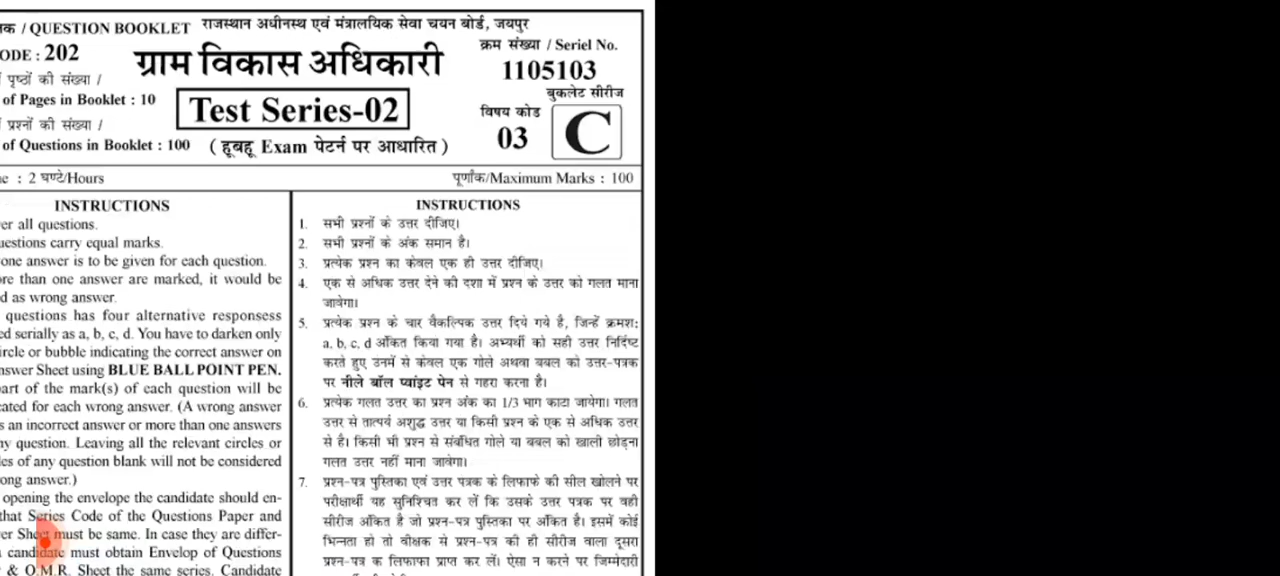 / QUESTION BOOKLET राजस्थान अधीनस्थ एवं मंत्रालयिक सेवा चयन बोर्ड, जयपुर
ODE : 202
ग्राम विकास अधिकारी
क्रम संख्या / Seriel No.
1105103
पृष्ठों की संख्या /
of Pages in Booklet : 10
Test Series-02
बुकलेट सीरीज
विषय कोड
03
C
प्रश्नों की संख्या /
of Questions in Booklet : 100
( हूबहू Exam पेटर्न पर आधारित )
e : 2 घण्टे/Hours
पूर्णांक/Maximum Marks : 100
INSTRUCTIONS
er all questions.
uestions carry equal marks.
one answer is to be given for each question.
ore than one answer are marked, it would be
d as wrong answer.
questions has four alternative responsess
ed serially as a, b, c, d. You have to darken only
ircle or bubble indicating the correct answer on
nswer Sheet using BLUE BALL POINT PEN.
art of the mark(s) of each question will be
cated for each wrong answer. (A wrong answer
s an incorrect answer or more than one answers
ny question. Leaving all the relevant circles or
les of any question blank will not be considered
ong answer.)
opening the envelope the candidate should en-
that Series Code of the Questions Paper and
er Sheet must be same. In case they are differ-
candidate must obtain Envelop of Questions
& O.M.R. Sheet the same series. Candidate
INSTRUCTIONS
1. सभी प्रश्नों के उत्तर दीजिए।
2. सभी प्रश्नों के अंक समान है।
3. प्रत्येक प्रश्न का केवल एक ही उत्तर दीजिए।
4. एक से अधिक उत्तर देने की दशा में प्रश्न के उत्तर को गलत माना
जावेगा।
5. प्रत्येक प्रश्न के चार वैकल्पिक उत्तर दिये गये है, जिन्हें क्रमश:
a, b, c, d अंकित किया गया है। अभ्यर्थी को सही उत्तर निर्दिष्ट
करते हुए उनमें से केवल एक गोले अथवा बबल को उत्तर-पत्रक
पर नीले बॉल प्वांइट पेन से गहरा करना है।
6. प्रत्येक गलत उत्तर का प्रश्न अंक का 1/3 भाग काटा जायेगा। गलत
उत्तर से तात्पर्य अशुद्ध उत्तर या किसी प्रश्न के एक से अधिक उत्तर
से है। किसी भी प्रश्न से संबंधित गोले या बबल को खाली छोड़ना
गलत उत्तर नहीं माना जावेगा।
7. प्रश्न-पत्र पुस्तिका एवं उत्तर पत्रक के लिफाफे की सील खोलने पर
परीक्षार्थी यह सुनिश्चित कर लें कि उसके उत्तर पत्रक पर वही
सीरीज अंकित है जो प्रश्न-पत्र पुस्तिका पर अंकित है। इसमें कोई
भिन्नता हो तो वीक्षक से प्रश्न-पत्र की ही सीरीज वाला दूसरा
प्रश्न-पत्र क लिफाफा प्राप्त कर लें। ऐसा न करने पर जिम्मेदारी